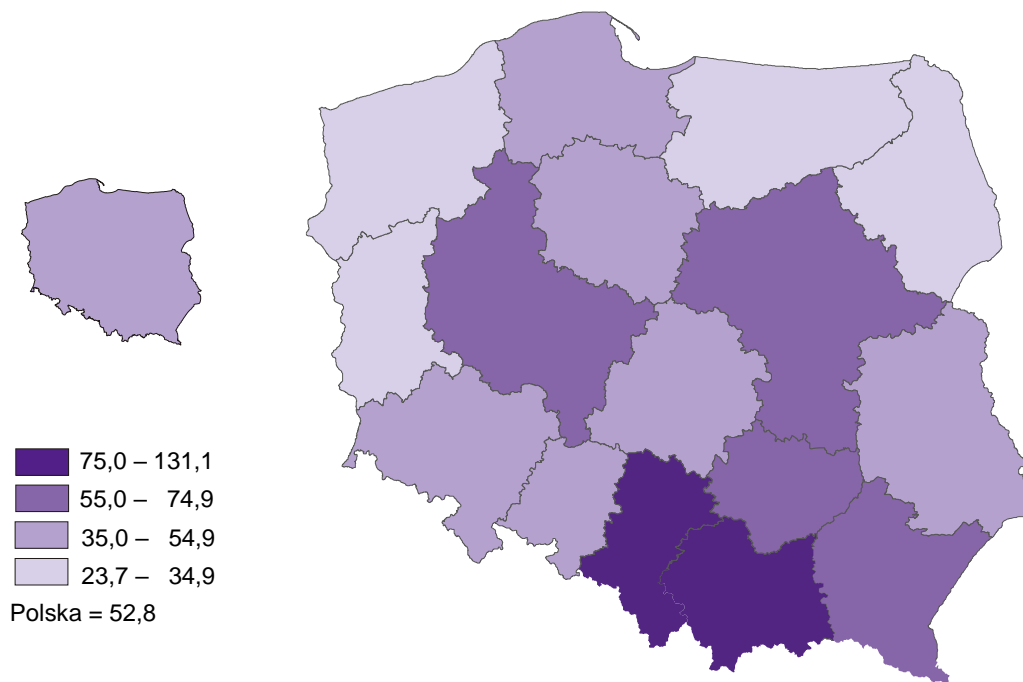 75,0 – 131,1
55,0 – 74,9
35,0 – 54,9
23,7 – 34,9
Polska = 52,8